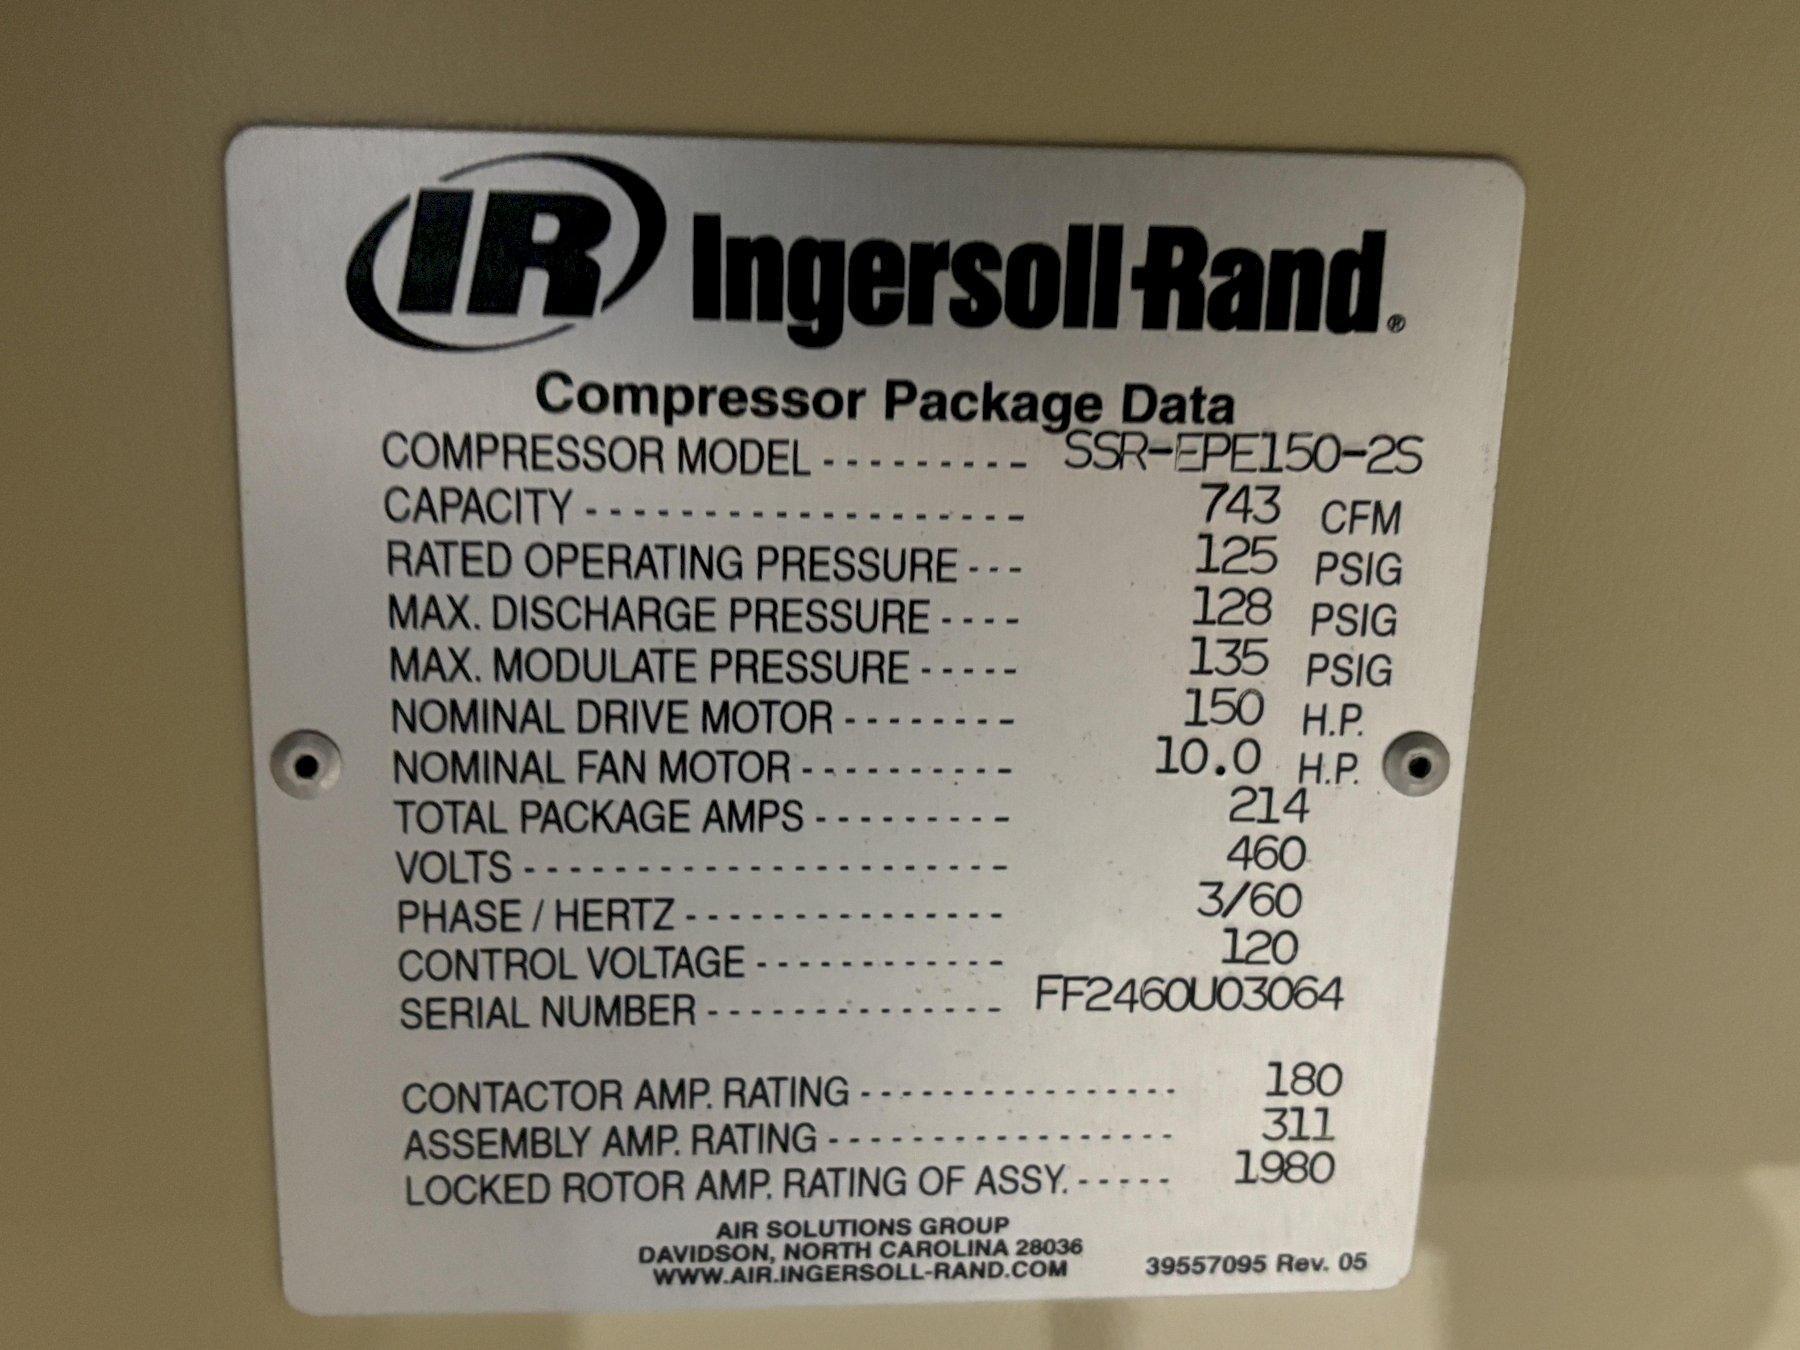 IR Ingersoll-Rand®
Compressor Package Data
COMPRESSOR MODEL - - - - - - - - - SSR-EPE150-2S
CAPACITY - - - - - - - - - - - - - - - - - - - 743 CFM
RATED OPERATING PRESSURE - - - 125 PSIG
MAX. DISCHARGE PRESSURE - - - - 128 PSIG
MAX. MODULATE PRESSURE - - - - - 135 PSIG
NOMINAL DRIVE MOTOR - - - - - - - - 150 H.P.
NOMINAL FAN MOTOR - - - - - - - - - - 10.0 H.P.
TOTAL PACKAGE AMPS - - - - - - - - - 214
VOLTS - - - - - - - - - - - - - - - - - - - - - 460
PHASE / HERTZ - - - - - - - - - - - - - - 3/60
CONTROL VOLTAGE - - - - - - - - - - - - 120
SERIAL NUMBER - - - - - - - - - - - - - - FF2460U03064
CONTACTOR AMP. RATING - - - - - - - - - - - - - - - - 180
ASSEMBLY AMP. RATING - - - - - - - - - - - - - - - - - 311
LOCKED ROTOR AMP. RATING OF ASSY. - - - - - 1980
AIR SOLUTIONS GROUP
DAVIDSON, NORTH CAROLINA 28036
WWW.AIR.INGERSOLL-RAND.COM
39557095 Rev. 05